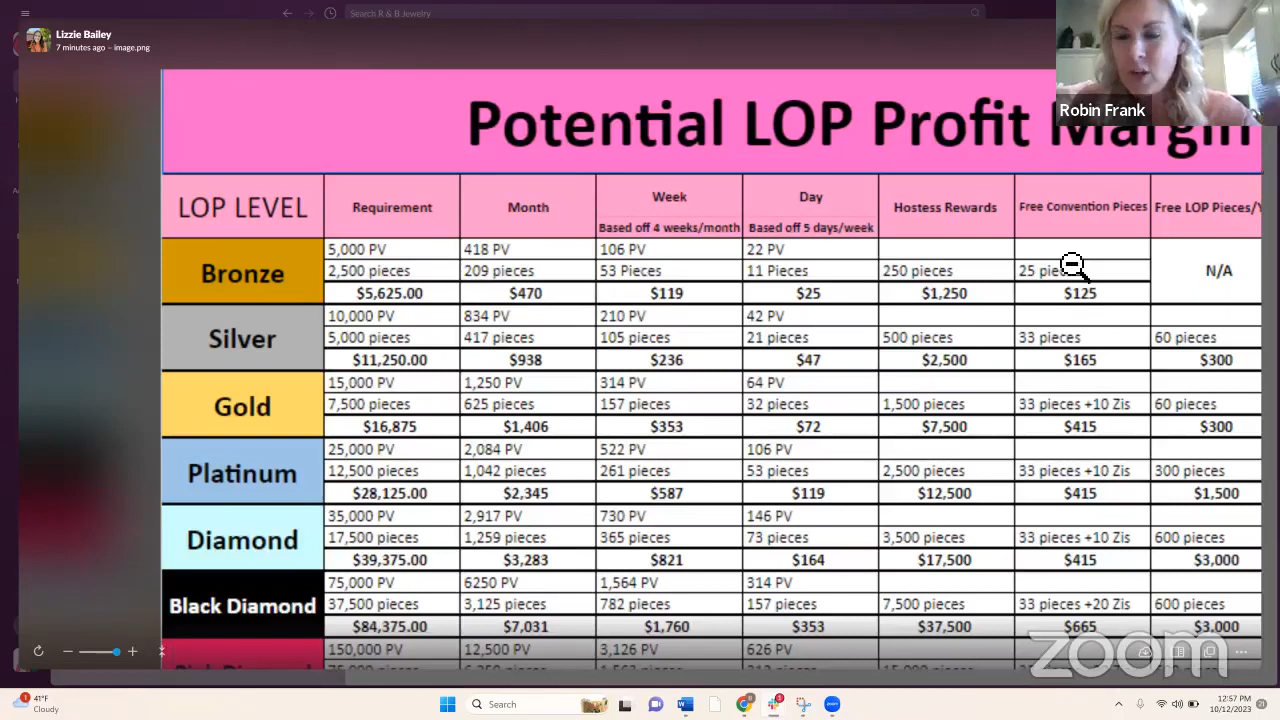 Search R & B Jewelry
Lizzie Bailey
7 minutes ago – image.png
Robin Frank
Potential LOP Profit Margin
LOP LEVEL Requirement Month Week Day Hostess Rewards Free Convention Pieces Free LOP Pieces/Y
Based off 4 weeks/month Based off 5 days/week
5,000 PV 418 PV 106 PV 22 PV
Bronze 2,500 pieces 209 pieces 53 Pieces 11 Pieces 250 pieces 25 N/A
$5,625.00 $470 $119 $25 $1,250 $125
10,000 PV 834 PV 210 PV 42 PV
Silver 5,000 pieces 417 pieces 105 pieces 21 pieces 500 pieces 33 pieces 60 pieces
$11,250.00 $938 $236 $47 $2,500 $165 $300
15,000 PV 1,250 PV 314 PV 64 PV
Gold 7,500 pieces 625 pieces 157 pieces 32 pieces 1,500 pieces 33 pieces +10 Zis 60 pieces
$16,875 $1,406 $353 $72 $7,500 $415 $300
25,000 PV 2,084 PV 522 PV 106 PV
Platinum 12,500 pieces 1,042 pieces 261 pieces 53 pieces 2,500 pieces 33 pieces +10 Zis 300 pieces
$28,125.00 $2,345 $587 $119 $12,500 $415 $1,500
35,000 PV 2,917 PV 730 PV 146 PV
Diamond 17,500 pieces 1,259 pieces 365 pieces 73 pieces 3,500 pieces 33 pieces +10 Zis 600 pieces
$39,375.00 $3,283 $821 $164 $17,500 $415 $3,000
75,000 PV 6250 PV 1,564 PV 314 PV
Black Diamond 37,500 pieces 3,125 pieces 782 pieces 157 pieces 7,500 pieces 33 pieces +20 Zis 600 pieces
$84,375.00 $7,031 $1,760 $353 $37,500 $665 $3,000
150,000 PV 12,500 PV 3,126 PV 626 PV
zoom
41°F
Cloudy
Search
12:57 PM
10/12/2023